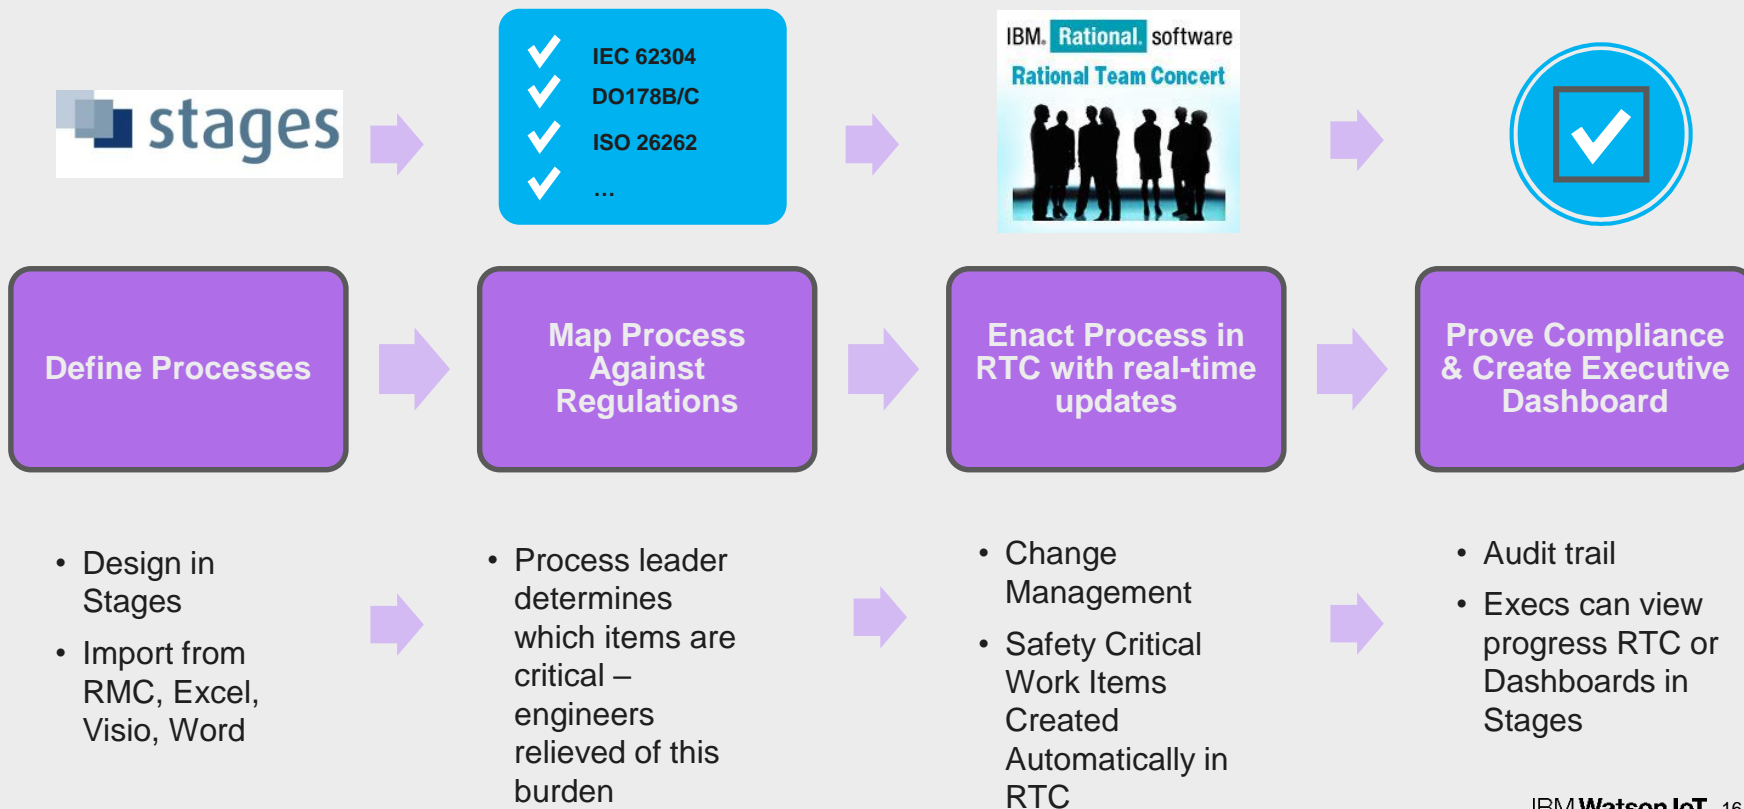 stages
IEC 62304
DO178B/C
ISO 26262
...
IBM. Rational. software
Rational Team Concert
Define Processes
Map Process
Against
Regulations
Enact Process in
RTC with real-time
updates
Prove Compliance
& Create Executive
Dashboard
• Design in
Stages
• Import from
RMC, Excel,
Visio, Word
• Process leader
determines
which items are
critical –
engineers
relieved of this
burden
• Change
Management
• Safety Critical
Work Items
Created
Automatically in
RTC
• Audit trail
• Execs can view
progress RTC or
Dashboards in
Stages
IBM Watson IoT 16